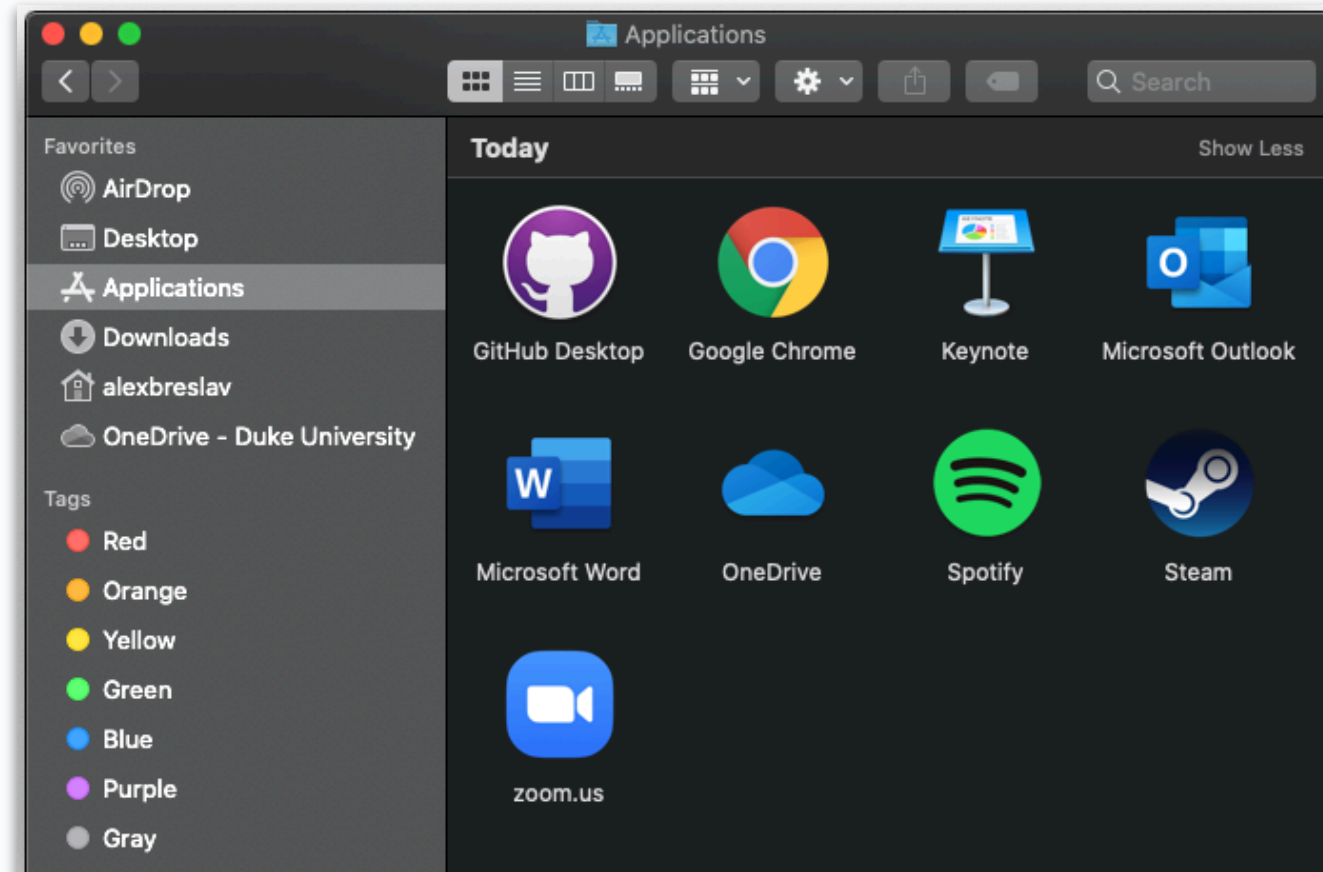 Applications
Search
Favorites
AirDrop
Desktop
Applications
Downloads
alexbreslav
OneDrive - Duke University
Tags
Red
Orange
Yellow
Green
Blue
Purple
Gray
Today Show Less
GitHub Desktop Google Chrome Keynote Microsoft Outlook
Microsoft Word OneDrive Spotify Steam
zoom.us